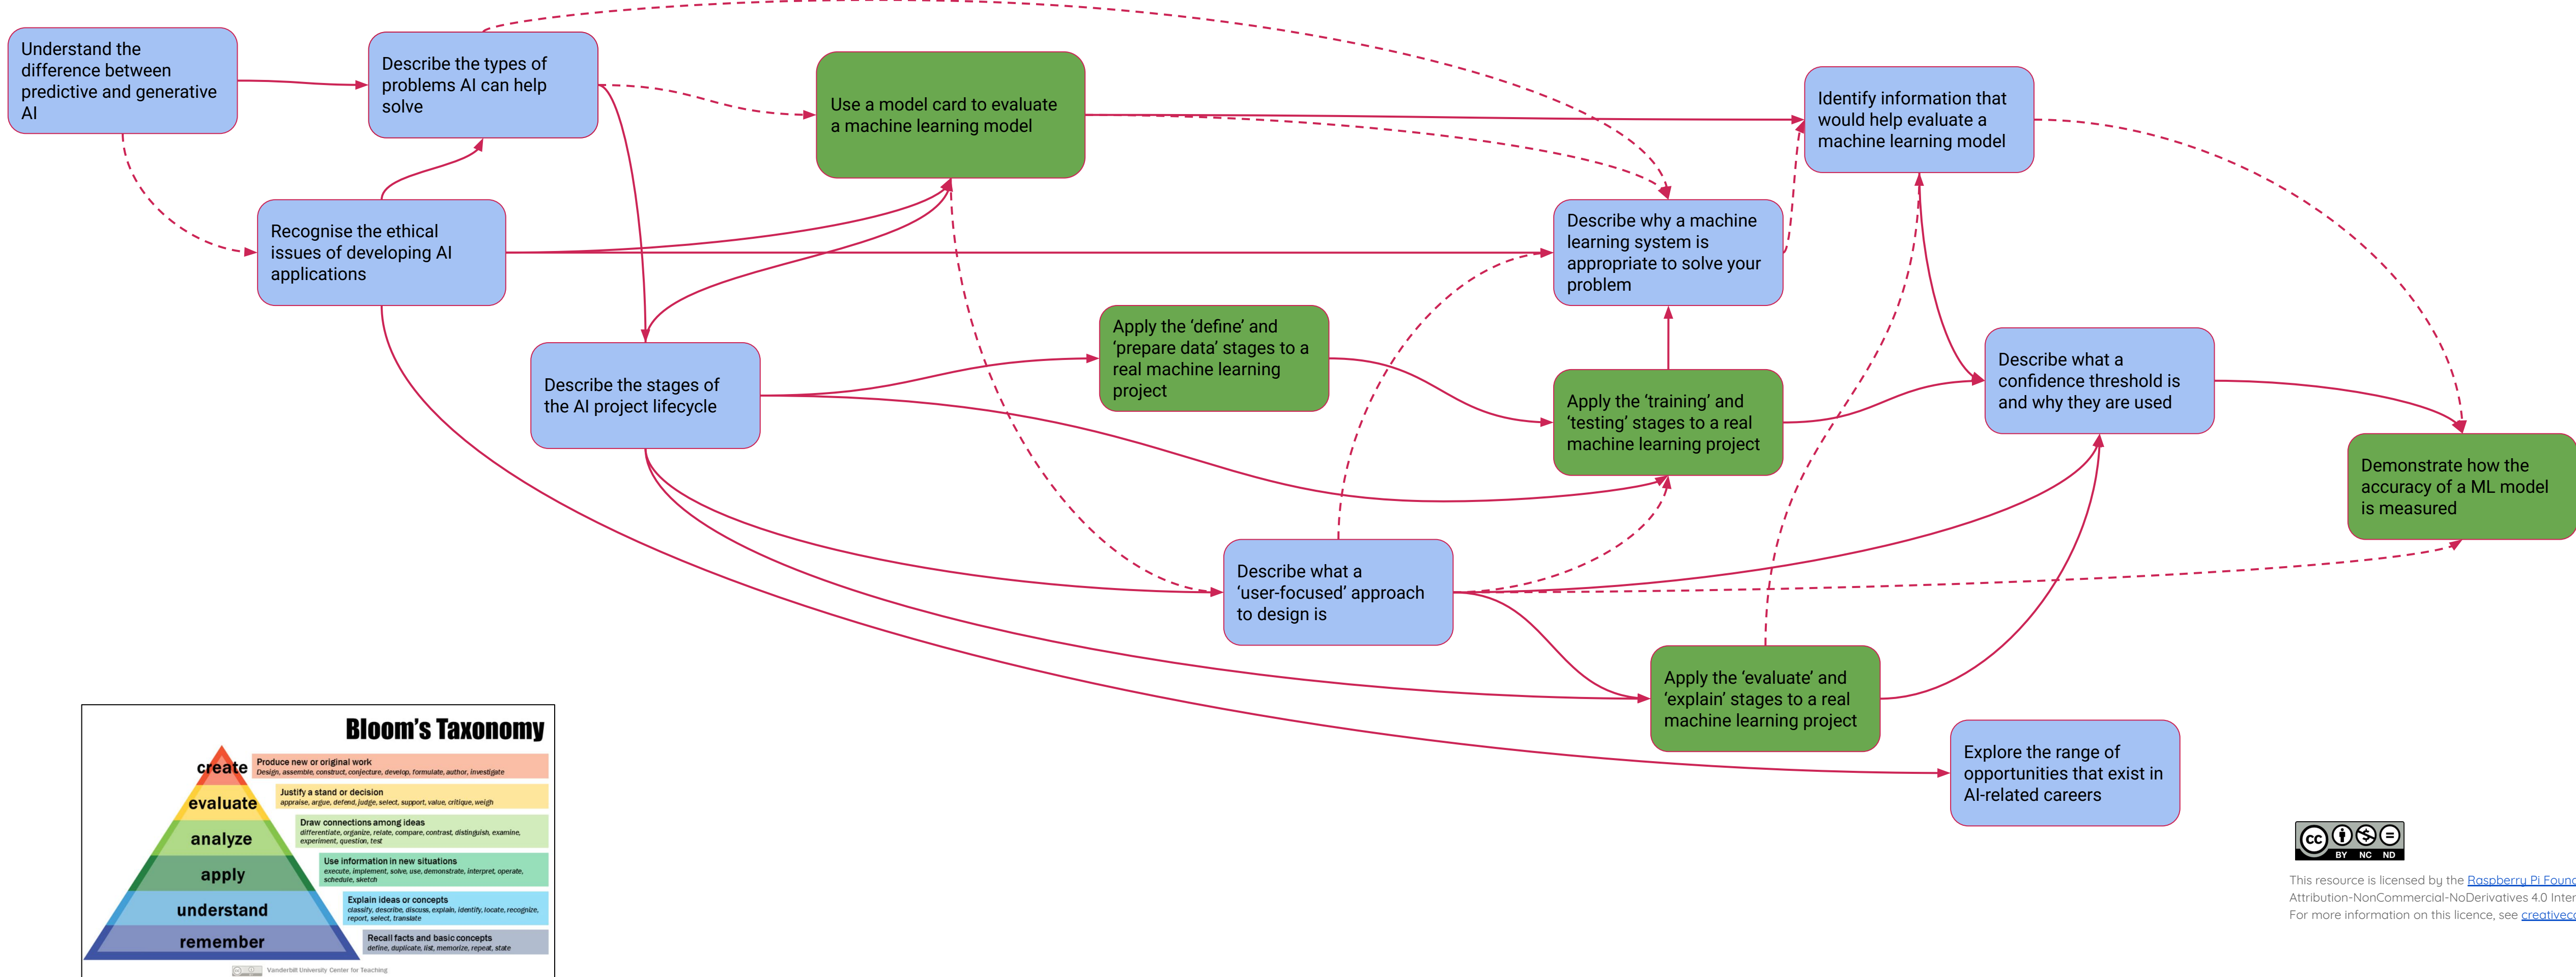 Understand the
difference between
predictive and generative
AI
Describe the types of
problems AI can help
solve
Use a model card to evaluate
a machine learning model
Identify information that
would help evaluate a
machine learning model
Recognise the ethical
issues of developing AI
applications
Describe why a machine
learning system is
appropriate to solve your
problem
Apply the ‘define’ and
‘prepare data’ stages to a
real machine learning
project
Describe the stages of
the AI project lifecycle
Describe what a
confidence threshold is
and why they are used
Apply the ‘training’ and
‘testing’ stages to a real
machine learning project
Demonstrate how the
accuracy of a ML model
is measured
Describe what a
‘user-focused’ approach
to design is
Apply the ‘evaluate’ and
‘explain’ stages to a real
machine learning project
Explore the range of
opportunities that exist in
AI-related careers
Bloom’s Taxonomy
create
Produce new or original work
Design, assemble, construct, conjecture, develop, formulate, author, investigate
evaluate
Justify a stand or decision
appraise, argue, defend, judge, select, support, value, critique, weigh
analyze
Draw connections among ideas
differentiate, organize, relate, compare, contrast, distinguish, examine,
experiment, question, test
apply
Use information in new situations
execute, implement, solve, use, demonstrate, interpret, operate,
schedule, sketch
understand
Explain ideas or concepts
classify, describe, discuss, explain, identify, locate, recognize,
report, select, translate
remember
Recall facts and basic concepts
define, duplicate, list, memorize, repeat, state
Vanderbilt University Center for Teaching
cc
BY NC ND
This resource is licensed by the Raspberry Pi Found
Attribution-NonCommercial-NoDerivatives 4.0 Inter
For more information on this licence, see creativeco